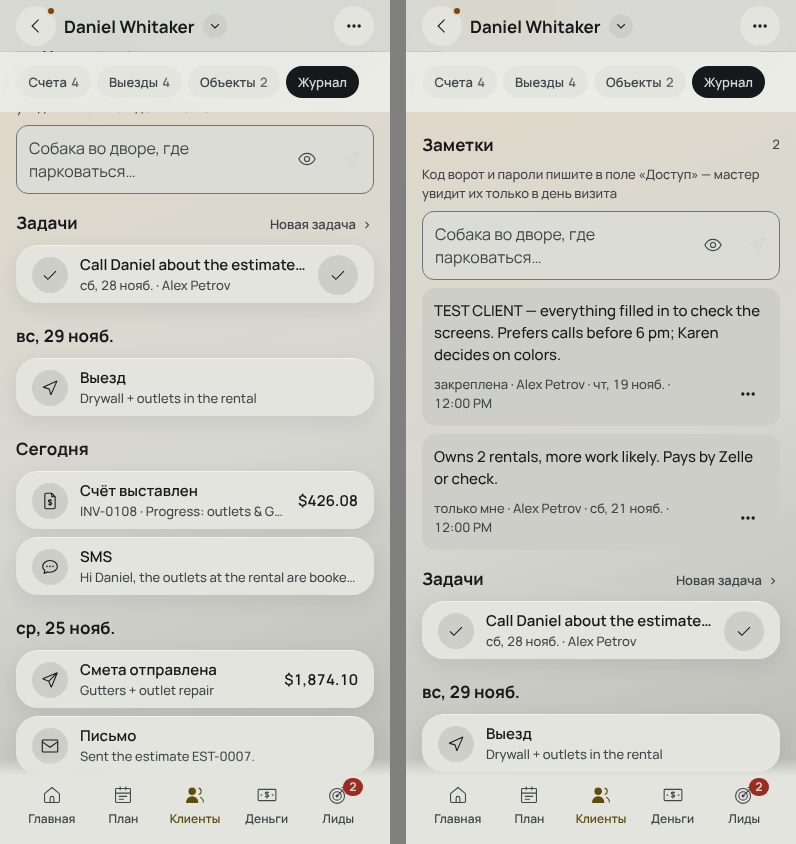 Daniel Whitaker
Счета 4
Выезды 4
Объекты 2
Журнал
Собака во дворе, где
парковаться…
Задачи
Новая задача
Call Daniel about the estimate…
сб, 28 нояб. · Alex Petrov
вс, 29 нояб.
Выезд
Drywall + outlets in the rental
Сегодня
Счёт выставлен
INV-0108 · Progress: outlets & G…
$426.08
SMS
Hi Daniel, the outlets at the rental are booke…
ср, 25 нояб.
Смета отправлена
Gutters + outlet repair
$1,874.10
Письмо
Sent the estimate EST-0007.
Главная
План
Клиенты
Деньги
Лиды
2
Daniel Whitaker
Счета 4
Выезды 4
Объекты 2
Журнал
Заметки
2
Код ворот и пароли пишите в поле «Доступ» — мастер
увидит их только в день визита
Собака во дворе, где
парковаться…
TEST CLIENT — everything filled in to check the
screens. Prefers calls before 6 pm; Karen
decides on colors.
закреплена · Alex Petrov · чт, 19 нояб. ·
12:00 PM
Owns 2 rentals, more work likely. Pays by Zelle
or check.
только мне · Alex Petrov · сб, 21 нояб. ·
12:00 PM
Задачи
Новая задача
Call Daniel about the estimate…
сб, 28 нояб. · Alex Petrov
вс, 29 нояб.
Выезд
Drywall + outlets in the rental
Главная
План
Клиенты
Деньги
Лиды
2